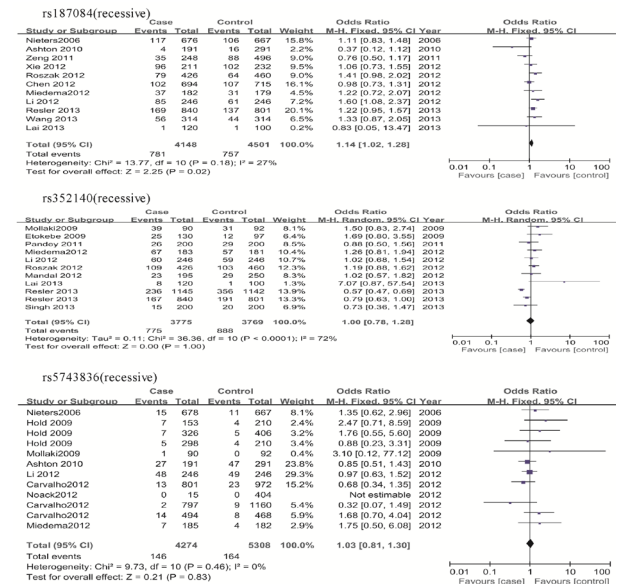 rs187084(recessive)
Case Control Odds Ratio Odds Ratio
Study or Subgroup Events Total Events Total Weight M-H. Fixed. 95% CI Year M-H. Fixed. 95% CI
Nieters2006 117 676 106 667 15.8% 1.11 [0.83, 1.48] 2006
Ashton 2010 4 191 16 291 2.2% 0.37 [0.12, 1.12] 2010
Zeng 2011 35 248 88 496 9.1% 0.76 [0.50, 1.17] 2011
Xie 2012 96 211 102 232 9.1% 1.06 [0.73, 1.55] 2012
Roszak 2012 79 426 64 460 8.6% 1.41 [0.98, 2.02] 2012
Chen 2012 102 694 107 715 15.4% 0.98 [0.73, 1.31] 2012
Miedema2012 37 182 31 179 4.3% 1.22 [0.72, 2.07] 2012
Li 2012 85 246 61 246 6.9% 1.60 [1.08, 2.37] 2012
Resler 2013 169 840 137 801 19.2% 1.22 [0.95, 1.57] 2013
Wang 2013 56 314 44 314 6.2% 1.33 [0.87, 2.05] 2013
Lai 2013 1 120 1 100 0.2% 0.83 [0.05, 13.47] 2013
Total (95% CI) 4148 4501 100.0% 1.14 [1.02, 1.28]
Total events 781 757
Heterogeneity: Chi² = 13.77, df = 10 (P = 0.18); I² = 27%
Test for overall effect: Z = 2.25 (P = 0.02)
0.01 0.1 1 10 100
Favours [case] Favours [control]
rs352140(recessive)
Case Control Odds Ratio Odds Ratio
Study or Subgroup Events Total Events Total Weight M-H. Random. 95% CI Year M-H. Random. 95% CI
Mollaki2009 39 90 31 92 9.1% 1.50 [0.83, 2.74] 2009
Etokebe 2009 25 130 12 97 7.1% 1.69 [0.80, 3.55] 2009
Pandey 2011 26 200 29 200 9.5% 0.88 [0.50, 1.56] 2011
Miedema2012 67 183 57 181 11.7% 1.26 [0.81, 1.94] 2012
Li 2012 60 246 59 246 12.1% 1.02 [0.68, 1.54] 2012
Roszak 2012 109 426 103 460 13.9% 1.19 [0.88, 1.62] 2012
Mandal 2012 23 195 29 250 9.4% 1.02 [0.57, 1.82] 2012
Lai 2013 8 120 1 100 1.4% 7.07 [0.87, 57.54] 2013
Resler 2013 236 1145 356 1142 15.6% 0.57 [0.47, 0.69] 2013
Resler 2013 167 840 191 801 14.9% 0.79 [0.63, 1.00] 2013
Singh 2013 15 200 20 200 7.6% 0.73 [0.36, 1.47] 2013
Total (95% CI) 3775 3769 100.0% 1.00 [0.78, 1.28]
Total events 775 888
Heterogeneity: Tau² = 0.11; Chi² = 36.36, df = 10 (P < 0.0001); I² = 72%
Test for overall effect: Z = 0.00 (P = 1.00)
0.01 0.1 1 10 100
Favours [case] Favours [control]
rs5743836(recessive)
Case Control Odds Ratio Odds Ratio
Study or Subgroup Events Total Events Total Weight M-H. Fixed. 95% CI Year M-H. Fixed. 95% CI
Nieters2006 15 678 11 667 8.1% 1.35 [0.62, 2.96] 2006
Hold 2009 7 153 4 210 2.4% 2.47 [0.71, 8.59] 2009
Hold 2009 7 326 5 406 3.2% 1.76 [0.55, 5.60] 2009
Hold 2009 5 298 4 210 3.4% 0.88 [0.23, 3.31] 2009
Mollaki2009 1 90 0 92 0.4% 3.10 [0.12, 77.12] 2009
Ashton 2010 27 191 47 291 23.8% 0.85 [0.51, 1.43] 2010
Li 2012 48 246 49 246 29.3% 0.97 [0.63, 1.52] 2012
Carvalho2012 13 801 23 972 15.2% 0.68 [0.34, 1.35] 2012
Noack2012 0 15 0 404 Not estimable 2012
Carvalho2012 2 797 9 1160 5.5% 0.32 [0.07, 1.49] 2012
Carvalho2012 14 494 8 468 6.0% 1.68 [0.70, 4.04] 2012
Miedema2012 7 185 4 182 2.9% 1.75 [0.50, 6.08] 2012
Total (95% CI) 4274 5308 100.0% 1.03 [0.81, 1.30]
Total events 146 164
Heterogeneity: Chi² = 9.73, df = 10 (P = 0.46); I² = 0%
Test for overall effect: Z = 0.21 (P = 0.83)
0.01 0.1 1 10 100
Favours [case] Favours [control]